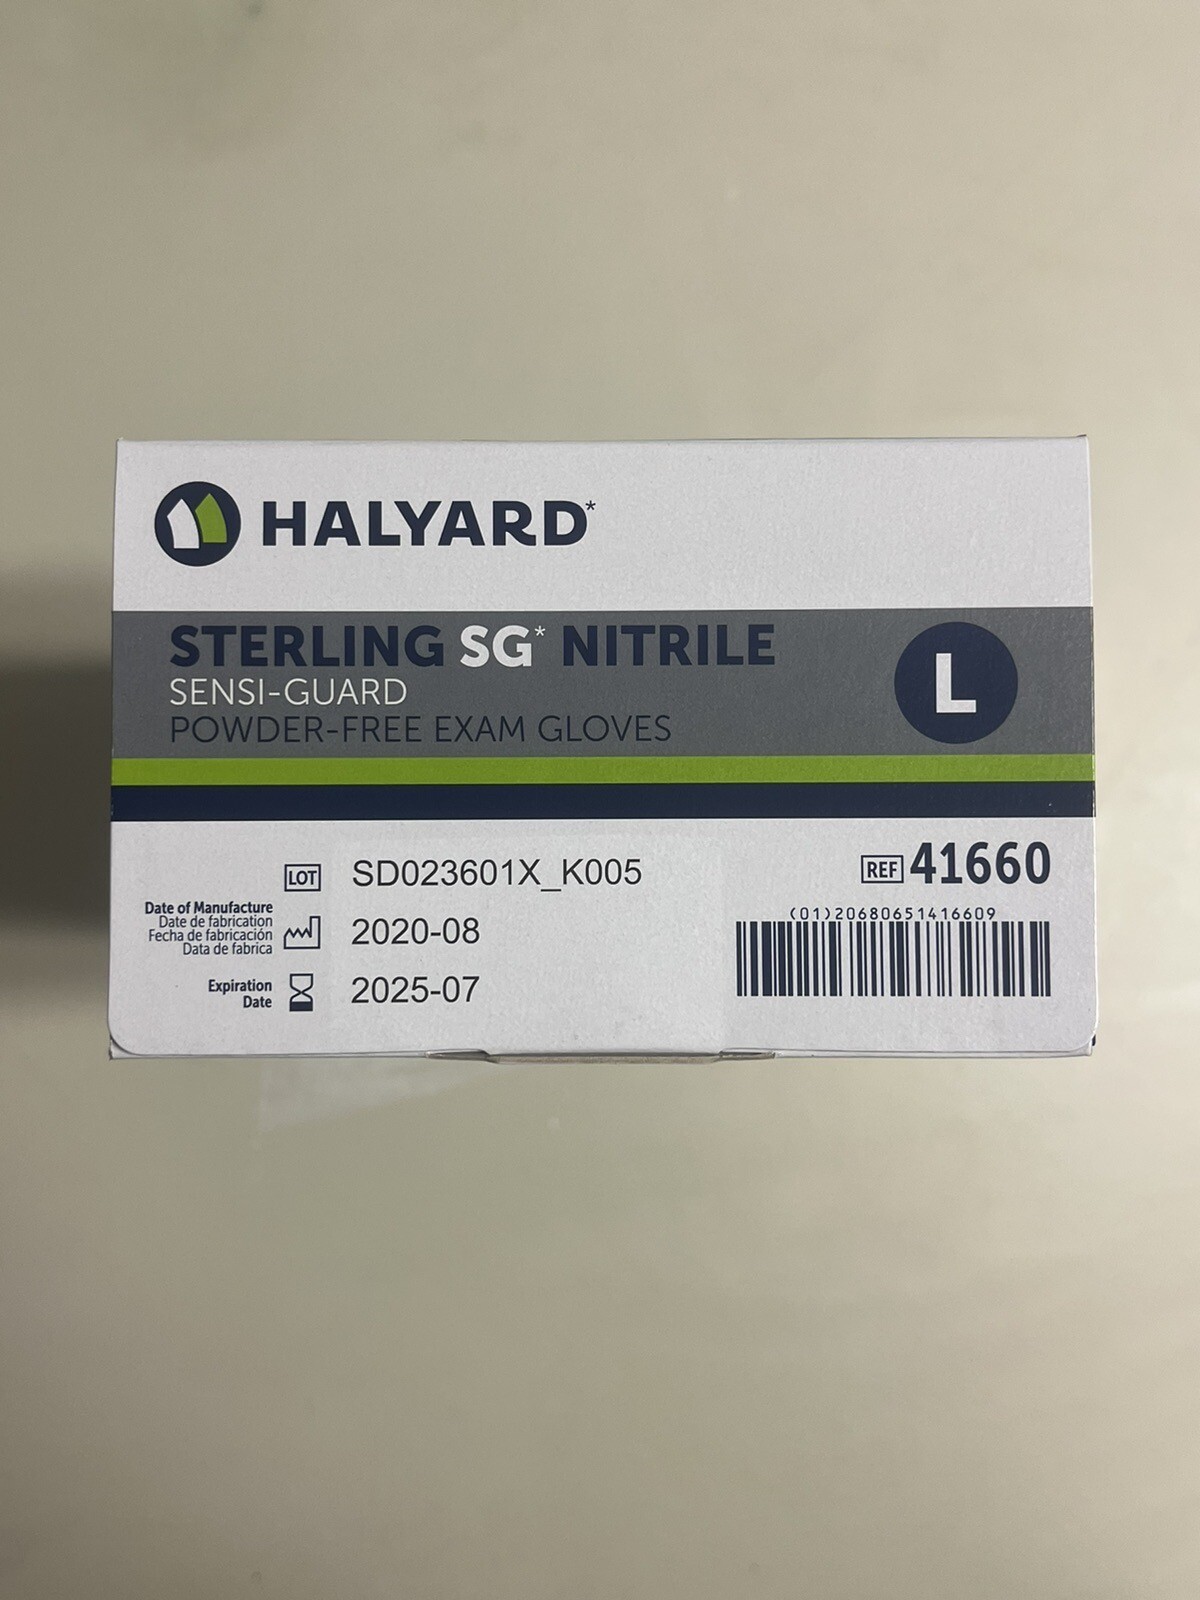 HALYARD*
STERLING SG* NITRILE
SENSI-GUARD
POWDER-FREE EXAM GLOVES
L
LOT SD023601X_K005
Date of Manufacture
Date de fabrication
Fecha de fabricación
Data de fabrica
2020-08
Expiration
Date
2025-07
REF 41660
(01)20680651416609